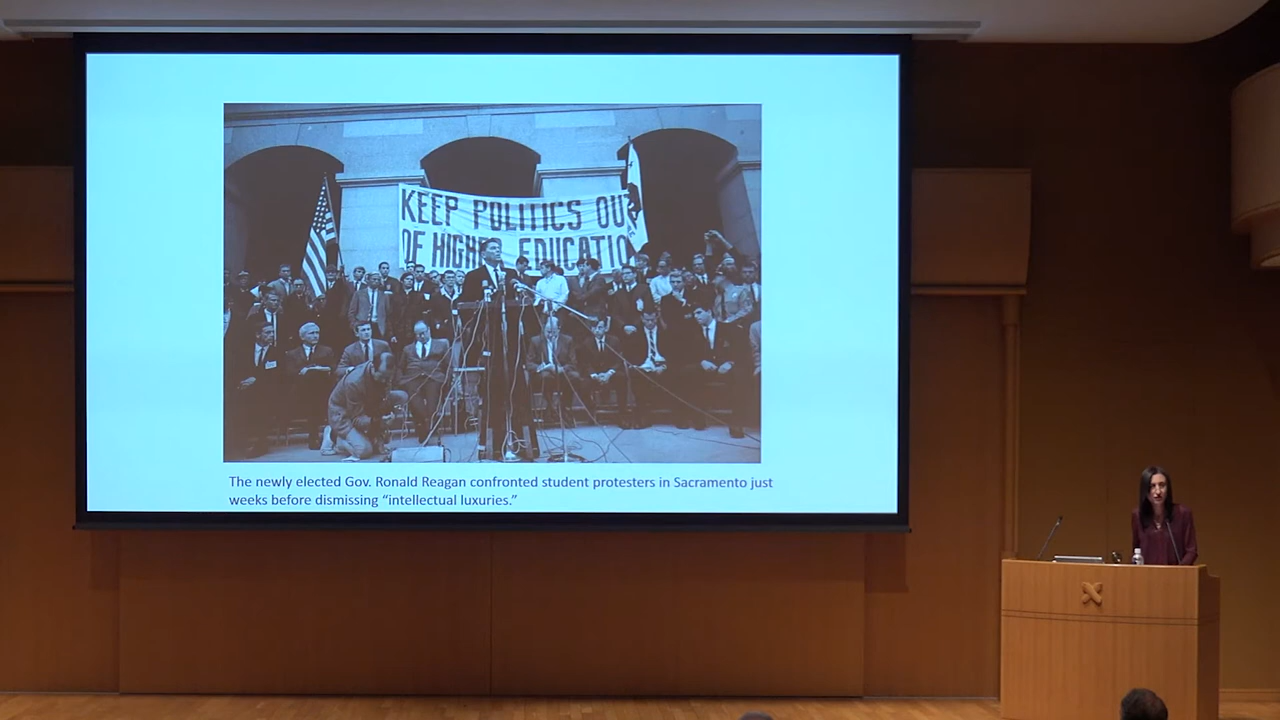 KEEP POLITICS OU
OF HIGHE EDUCATIO
The newly elected Gov. Ronald Reagan confronted student protesters in Sacramento just
weeks before dismissing “intellectual luxuries.”